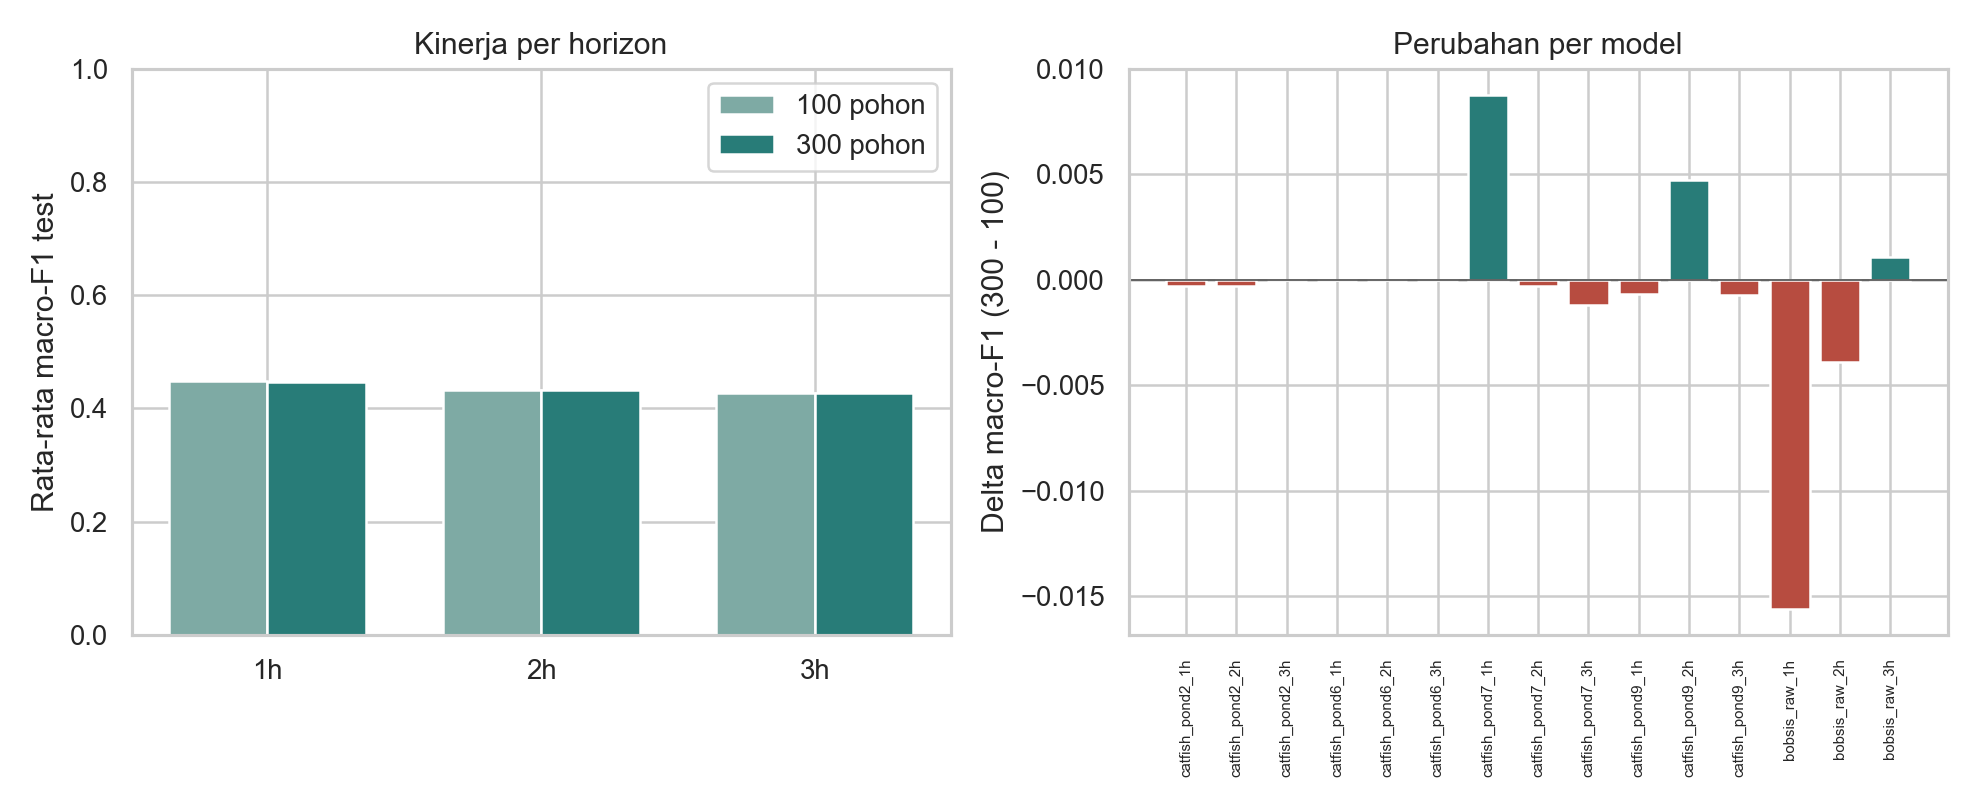 Kinerja per horizon
Rata-rata macro-F1 test
1.0
0.8
0.6
0.4
0.2
0.0
100 pohon
300 pohon
1h
2h
3h
Perubahan per model
Delta macro-F1 (300 - 100)
0.010
0.005
0.000
−0.005
−0.010
−0.015
catfish_pond2_1h
catfish_pond2_2h
catfish_pond2_3h
catfish_pond6_1h
catfish_pond6_2h
catfish_pond6_3h
catfish_pond7_1h
catfish_pond7_2h
catfish_pond7_3h
catfish_pond9_1h
catfish_pond9_2h
catfish_pond9_3h
bobsis_raw_1h
bobsis_raw_2h
bobsis_raw_3h